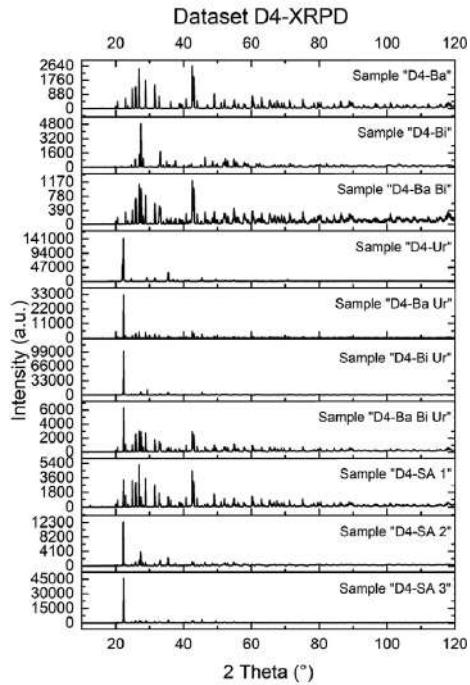 Dataset D4-XRPD
20 40 60 80 100 120
2640
1760
880
0
Sample "D4-Ba"
4800
3200
1600
0
Sample "D4-Bi"
1170
780
390
0
Sample "D4-Ba Bi"
141000
94000
47000
0
Sample "D4-Ur"
33000
22000
11000
0
Sample "D4-Ba Ur"
99000
66000
33000
0
Sample "D4-Bi Ur"
6000
4000
2000
0
Sample "D4-Ba Bi Ur"
5400
3600
1800
0
Sample "D4-SA 1"
12300
8200
4100
0
Sample "D4-SA 2"
45000
30000
15000
0
Sample "D4-SA 3"
Intensity (a.u.)
20 40 60 80 100 120
2 Theta (°)